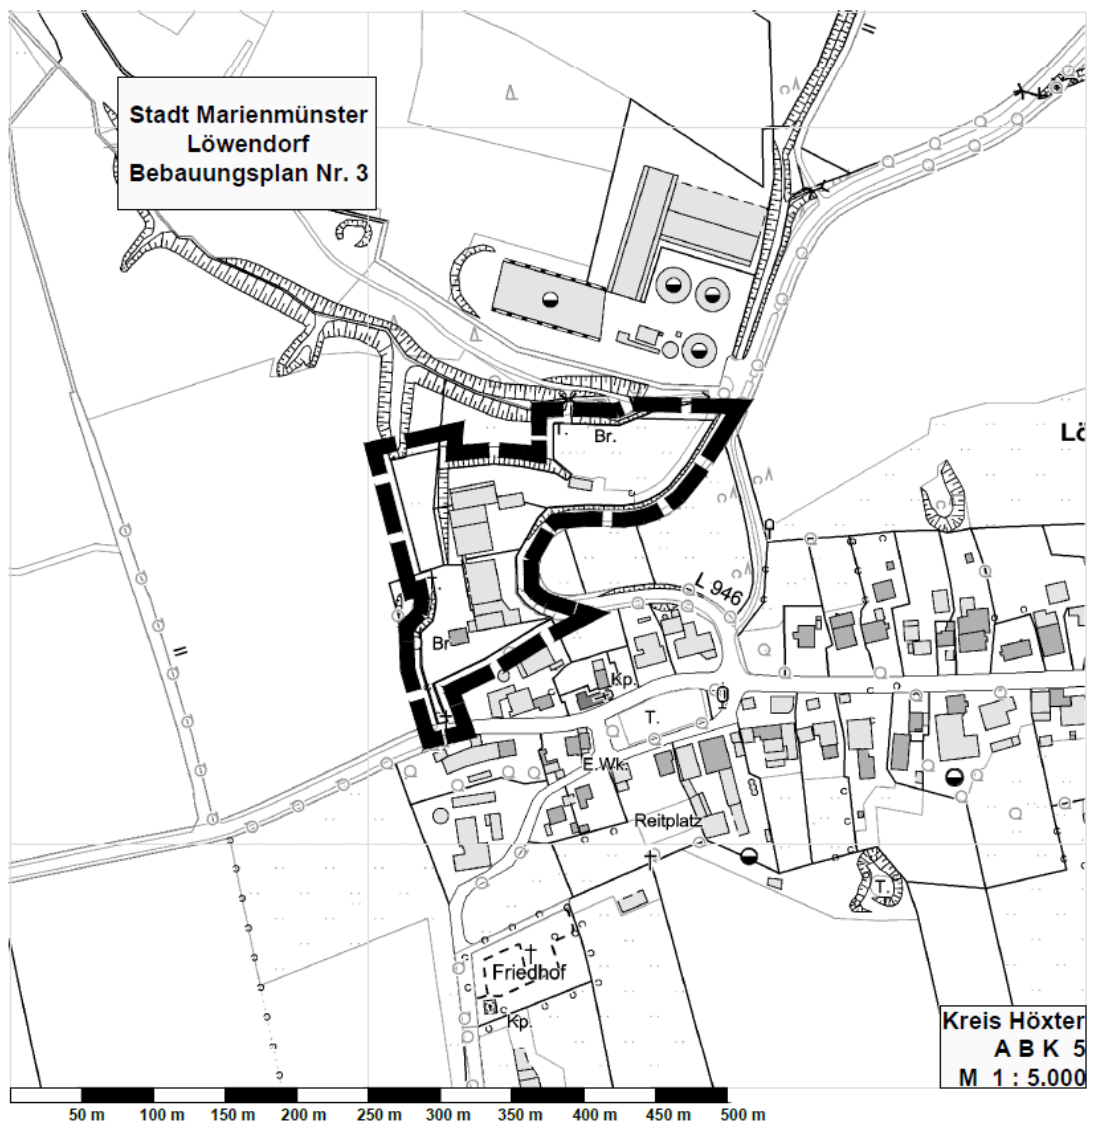 Stadt Marienmünster
Löwendorf
Bebauungsplan Nr. 3
T.
Br.
Lö
L 946
T.
Br
Kp.
T.
E.Wk.
Reitplatz
T.
Friedhof
Kp.
Kreis Höxter
A B K 5
M 1 : 5.000
50 m 100 m 150 m 200 m 250 m 300 m 350 m 400 m 450 m 500 m